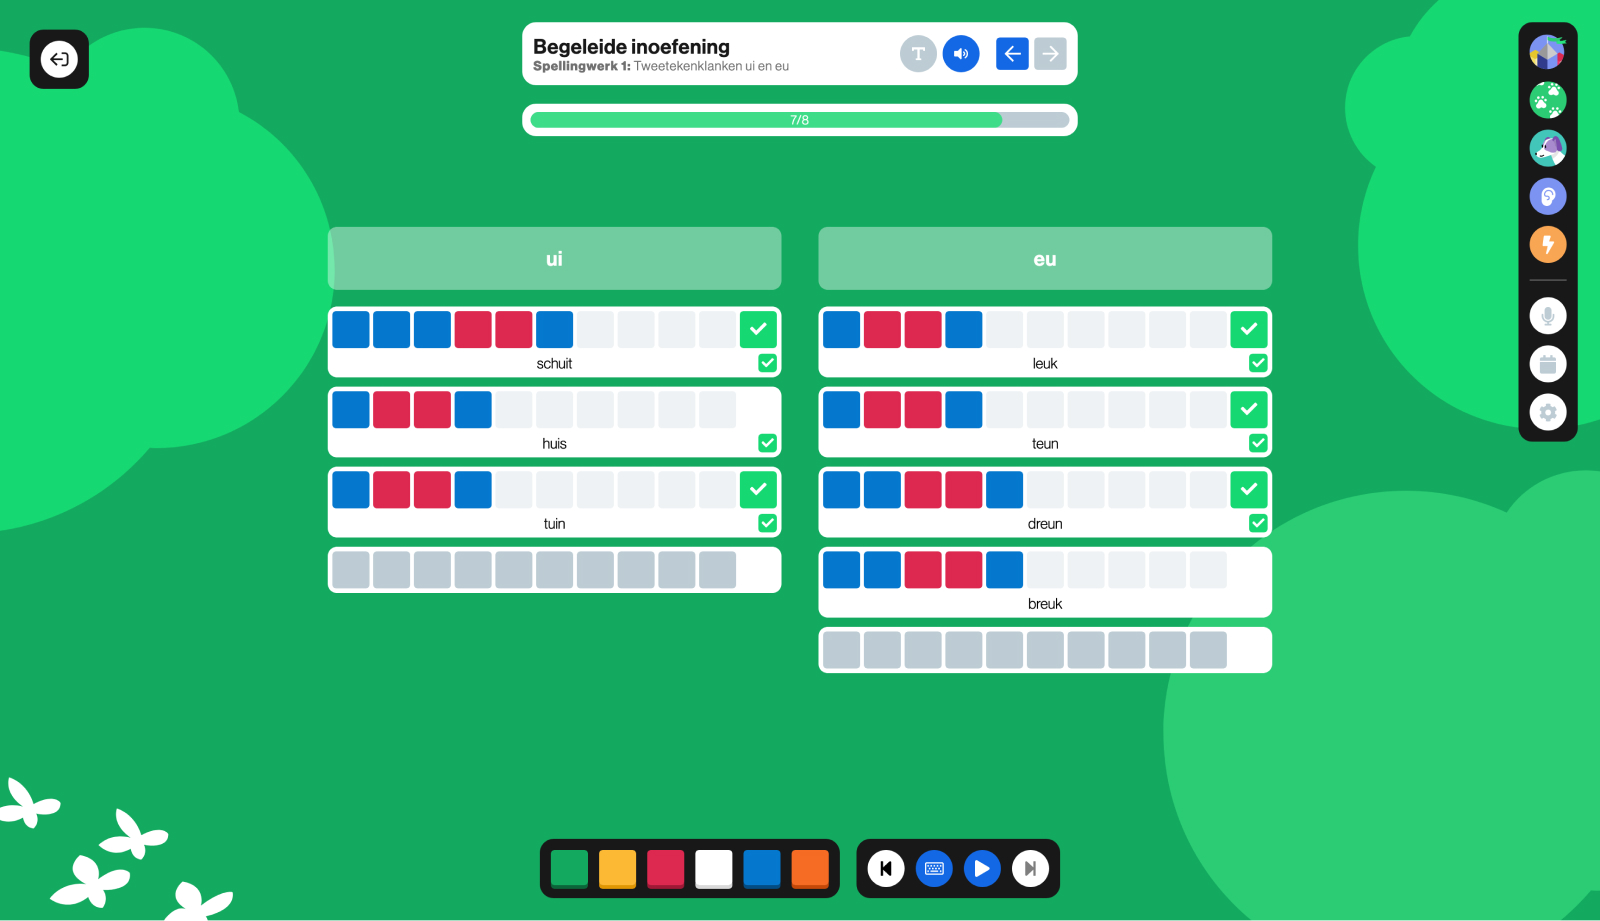 Begeleide inoefening
Spellingwerk 1: Tweetekenklanken ui en eu
T
7/8
ui
eu
schuit
leuk
huis
teun
tuin
dreun
breuk